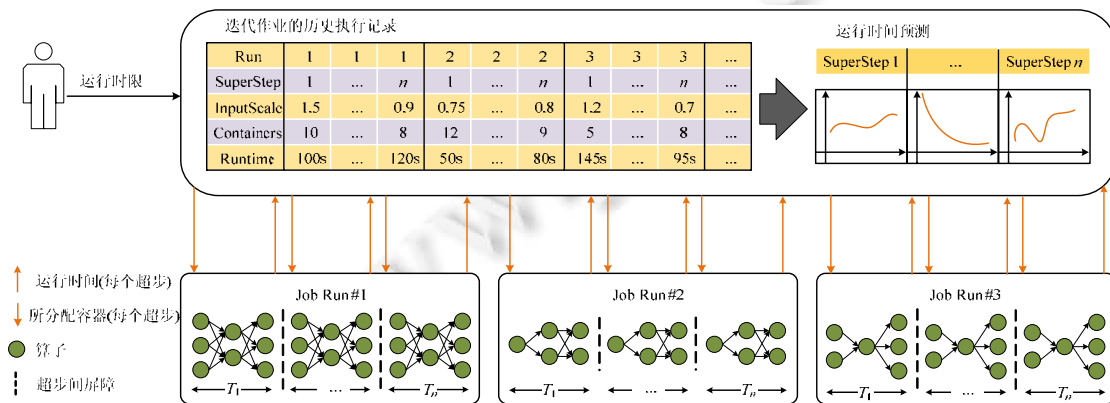 迭代作业的历史执行记录
运行时间预测
运行时限
Run 1 1 1 2 2 2 3 3 3 ...
SuperStep 1 ... n 1 ... n 1 ... n ...
InputScale 1.5 ... 0.9 0.75 ... 0.8 1.2 ... 0.7 ...
Containers 10 ... 8 12 ... 9 5 ... 8 ...
Runtime 100s ... 120s 50s ... 80s 145s ... 95s ...
SuperStep 1 ... SuperStep n
运行时间(每个超步)
所分配容器(每个超步)
算子
超步间屏障
Job Run#1
T1 ... Tn
Job Run#2
T1 ... Tn
Job Run#3
T1 ... Tn